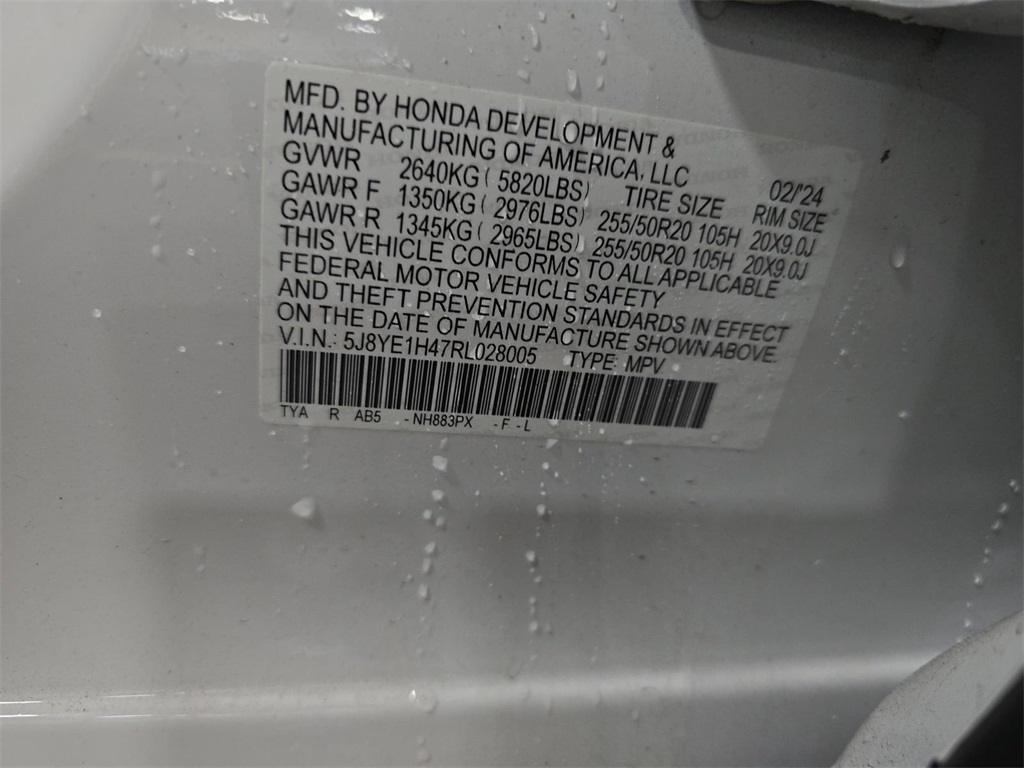 MFD. BY HONDA DEVELOPMENT &
MANUFACTURING OF AMERICA, LLC 02/'24
GVWR 2640KG ( 5820LBS) TIRE SIZE RIM SIZE
GAWR F 1350KG ( 2976LBS) 255/50R20 105H 20X9.0J
GAWR R 1345KG ( 2965LBS) 255/50R20 105H 20X9.0J
THIS VEHICLE CONFORMS TO ALL APPLICABLE
FEDERAL MOTOR VEHICLE SAFETY
AND THEFT PREVENTION STANDARDS IN EFFECT
ON THE DATE OF MANUFACTURE SHOWN ABOVE.
V.I.N.: 5J8YE1H47RL028005 TYPE: MPV
TYA R AB5 -NH883PX -F -L